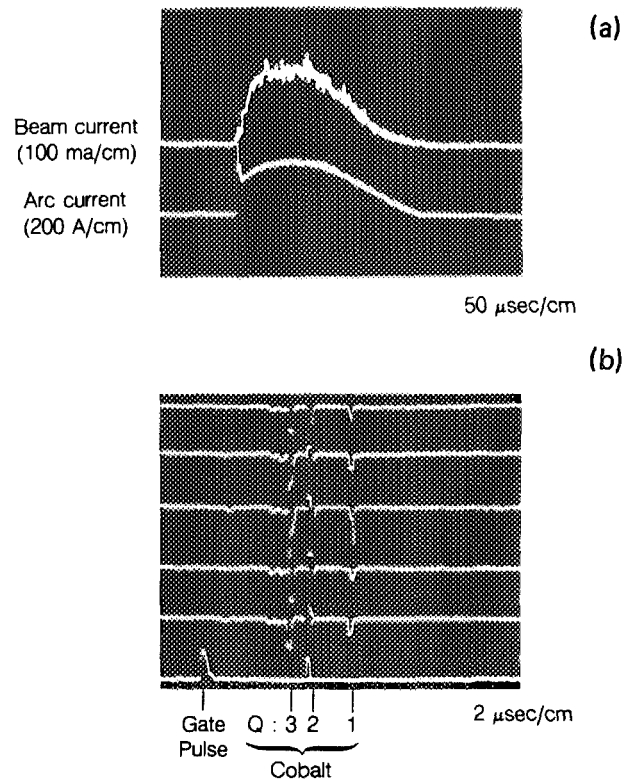 (a)
Beam current
(100 ma/cm)
Arc current
(200 A/cm)
50 μsec/cm
(b)
Gate
Pulse
Q : 3 2 1
2 μsec/cm
Cobalt